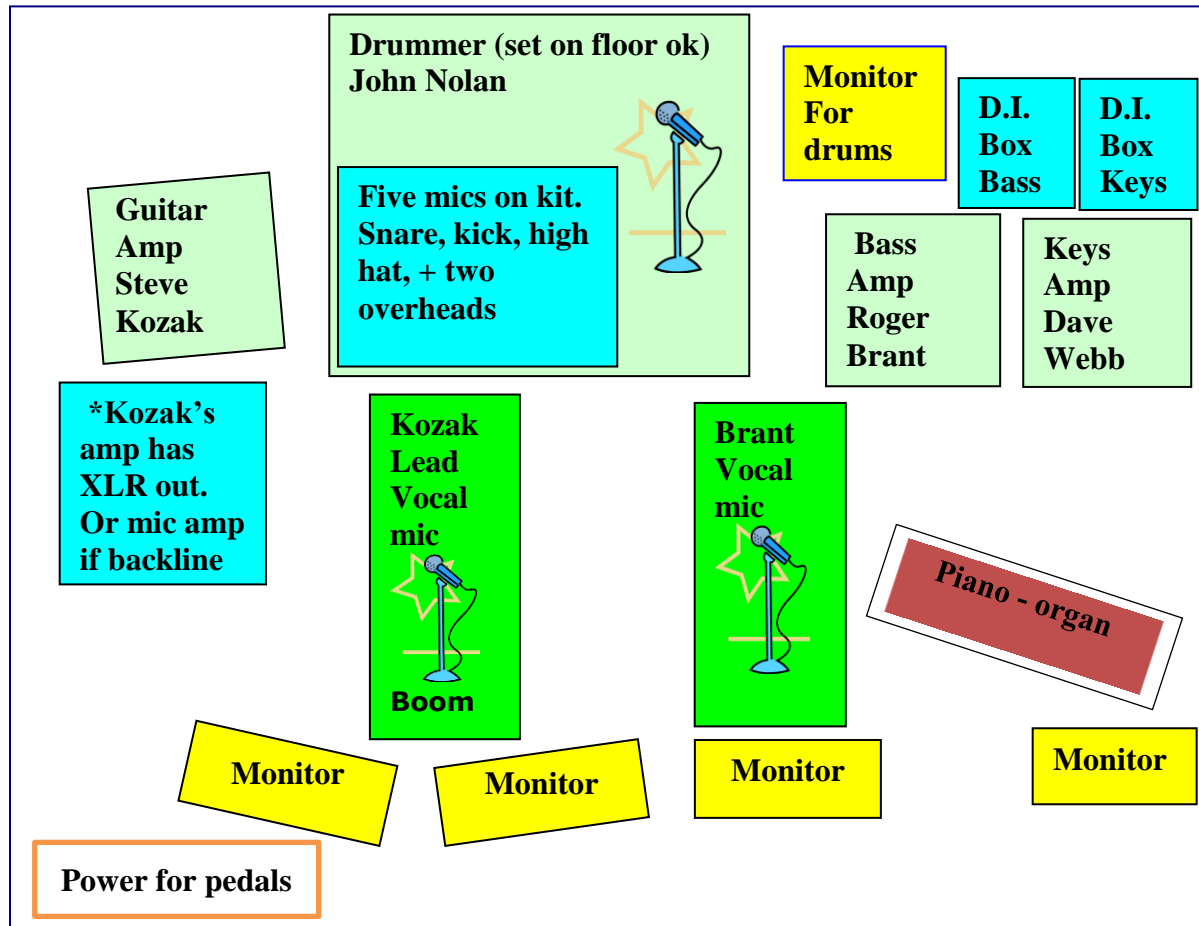 Drummer (set on floor ok)
John Nolan
Five mics on kit.
Snare, kick, high
hat, + two
overheads
Monitor
For
drums
D.I.
Box
Bass
D.I.
Box
Keys
Guitar
Amp
Steve
Kozak
Bass
Amp
Roger
Brant
Keys
Amp
Dave
Webb
*Kozak’s
amp has
XLR out.
Or mic amp
if backline
Kozak
Lead
Vocal
mic
Boom
Brant
Vocal
mic
Piano - organ
Monitor
Monitor
Monitor
Monitor
Power for pedals